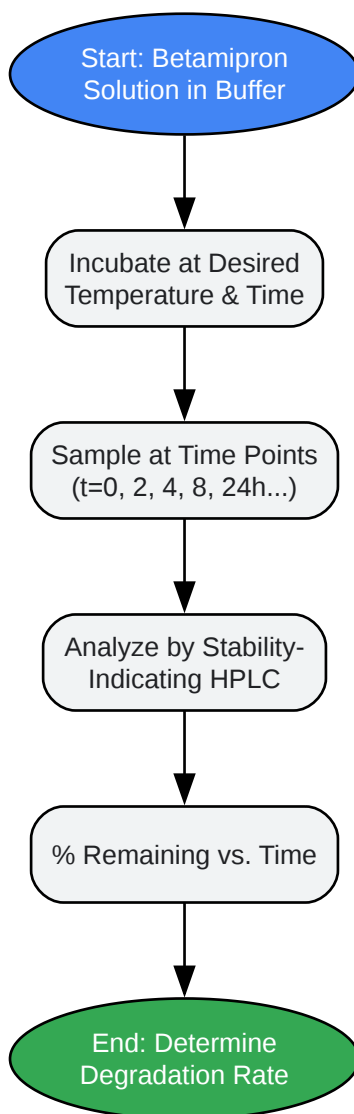 Start: Betamipron
Solution in Buffer
Incubate at Desired
Temperature & Time
Sample at Time Points
(t=0, 2, 4, 8, 24h...)
Analyze by Stability-
Indicating HPLC
% Remaining vs. Time
End: Determine
Degradation Rate